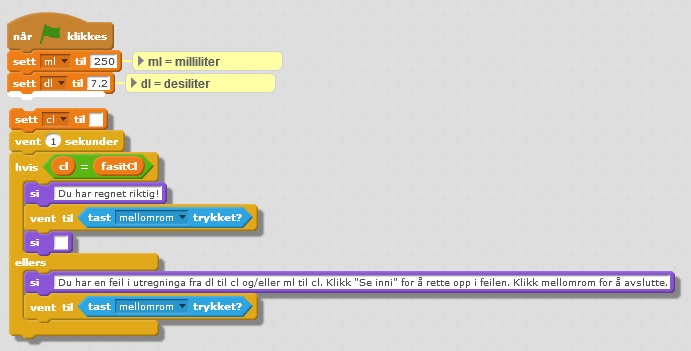 når klikkes
sett ml til 250 ml = milliliter
sett dl til 7.2 dl = desiliter
sett cl til
vent 1 sekunder
hvis cl = fasitCl
si Du har regnet riktig!
vent til tast mellomrom trykket?
si
ellers
si Du har en feil i utregninga fra dl til cl og/eller ml til cl. Klikk "Se inni" for å rette opp i feilen. Klikk mellomrom for å avslutte.
vent til tast mellomrom trykket?